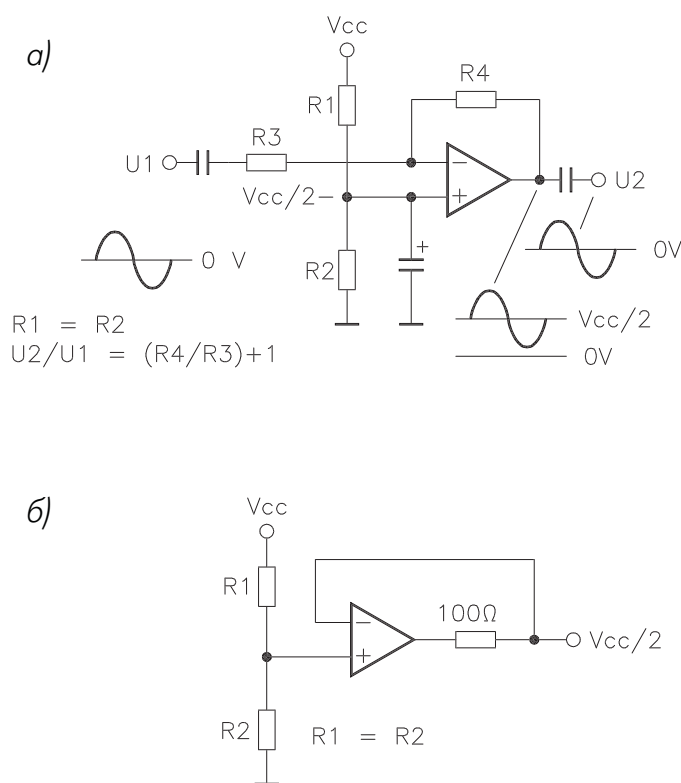 а)
Vcc
R1
R4
R3
U1
Vcc/2
U2
R2
0 V
0V
Vcc/2
0V
R1 = R2
U2/U1 = (R4/R3)+1
б)
Vcc
R1
100Ω
Vcc/2
R2
R1 = R2